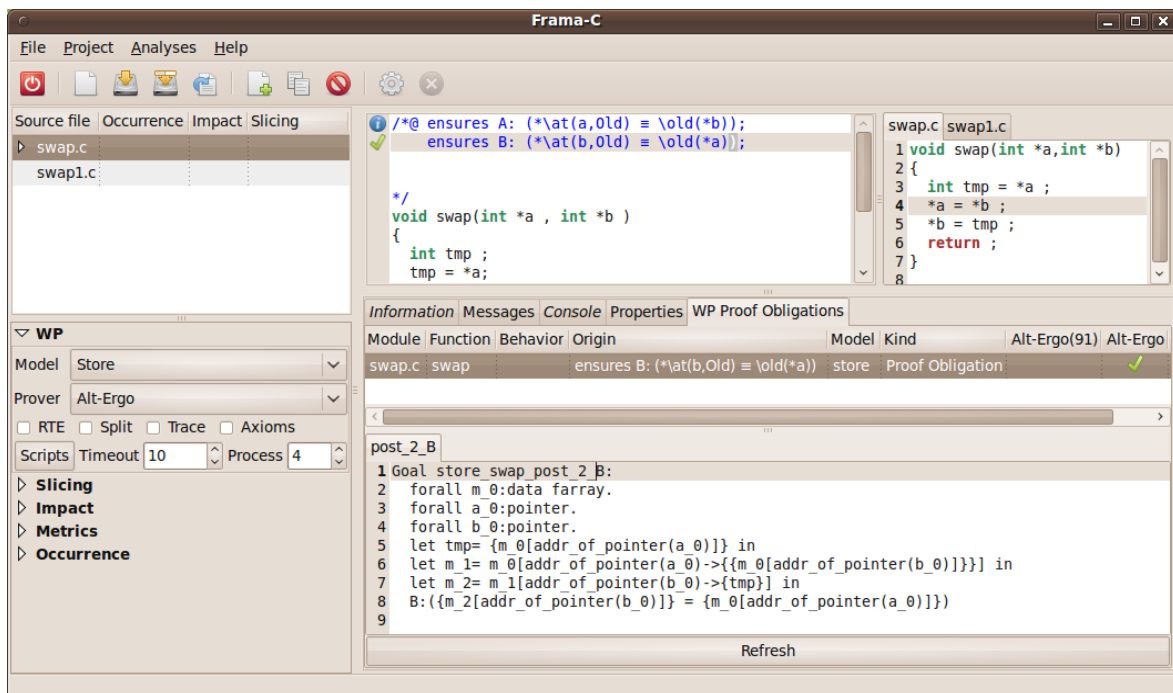 Frama-C
File Project Analyses Help
Source file Occurrence Impact Slicing
swap.c
swap1.c
/*@ ensures A: (*\at(a,Old) ≡ \old(*b));
ensures B: (*\at(b,Old) ≡ \old(*a));
*/
void swap(int *a , int *b )
{
int tmp ;
tmp = *a;
swap.c swap1.c
1 void swap(int *a,int *b)
2 {
3 int tmp = *a ;
4 *a = *b ;
5 *b = tmp ;
6 return ;
7 }
8
WP
Model Store
Prover Alt-Ergo
RTE Split Trace Axioms
Scripts Timeout 10 Process 4
Slicing
Impact
Metrics
Occurrence
Information Messages Console Properties WP Proof Obligations
Module Function Behavior Origin Model Kind Alt-Ergo(91) Alt-Ergo
swap.c swap ensures B: (*\at(b,Old) ≡ \old(*a)) store Proof Obligation
post_2_B
1 Goal store_swap_post_2_B:
2 forall m_0:data farray.
3 forall a_0:pointer.
4 forall b_0:pointer.
5 let tmp= {m_0[addr_of_pointer(a_0)]} in
6 let m_1= m_0[addr_of_pointer(a_0)->{{m_0[addr_of_pointer(b_0)]}}] in
7 let m_2= m_1[addr_of_pointer(b_0)->{tmp}] in
8 B:({m_2[addr_of_pointer(b_0)]} = {m_0[addr_of_pointer(a_0)]})
9
Refresh